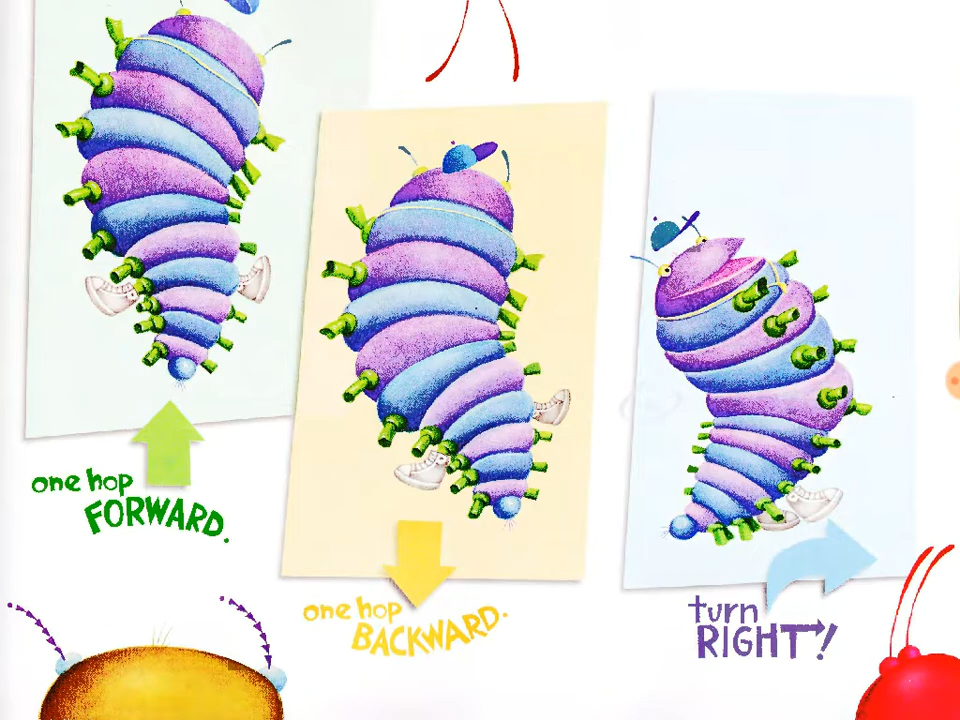 one hop
FORWARD.
one hop
BACKWARD.
turn
RIGHT!